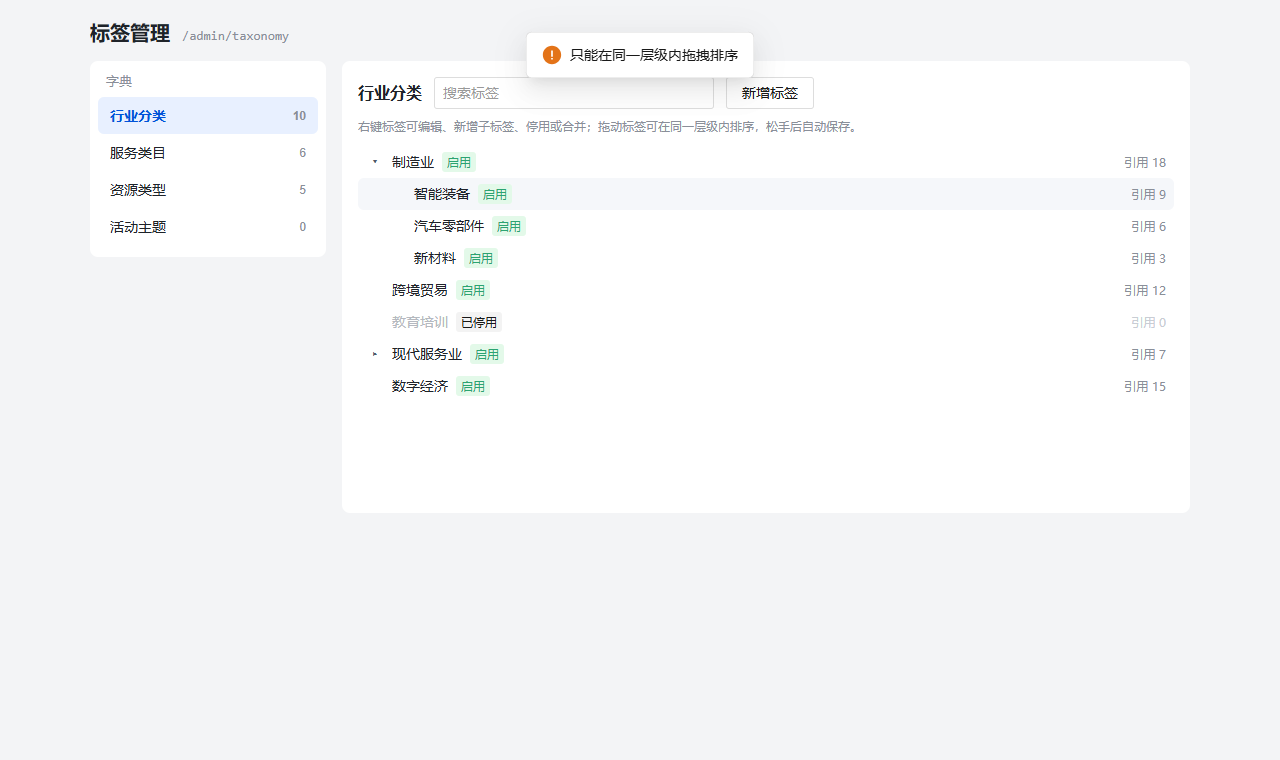 标签管理 /admin/taxonomy
只能在同一层级内拖拽排序
字典
行业分类 10
服务类目 6
资源类型 5
活动主题 0
行业分类 搜索标签 新增标签
右键标签可编辑、新增子标签、停用或合并；拖动标签可在同一层级内排序，松手后自动保存。
制造业 启用 引用 18
智能装备 启用 引用 9
汽车零部件 启用 引用 6
新材料 启用 引用 3
跨境贸易 启用 引用 12
教育培训 已停用 引用 0
现代服务业 启用 引用 7
数字经济 启用 引用 15